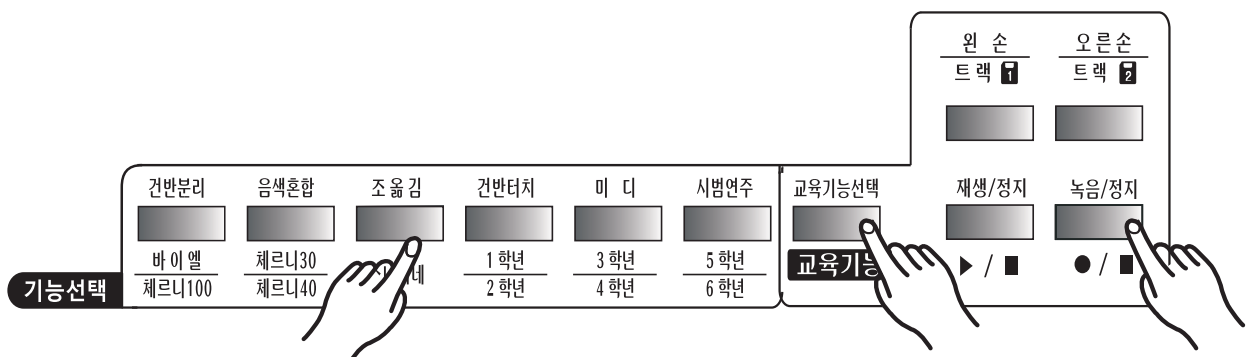 왼 손 오른손
트랙 1 트랙 2
건반분리 음색혼합 조옮김 건반터치 미 디 시범연주 교육기능선택 재생/정지 녹음/정지
바이엘 체르니30 1학년 3학년 5학년 교육기능 ▶ / ■ ● / ■
기능선택 체르니100 체르니40 2학년 4학년 6학년